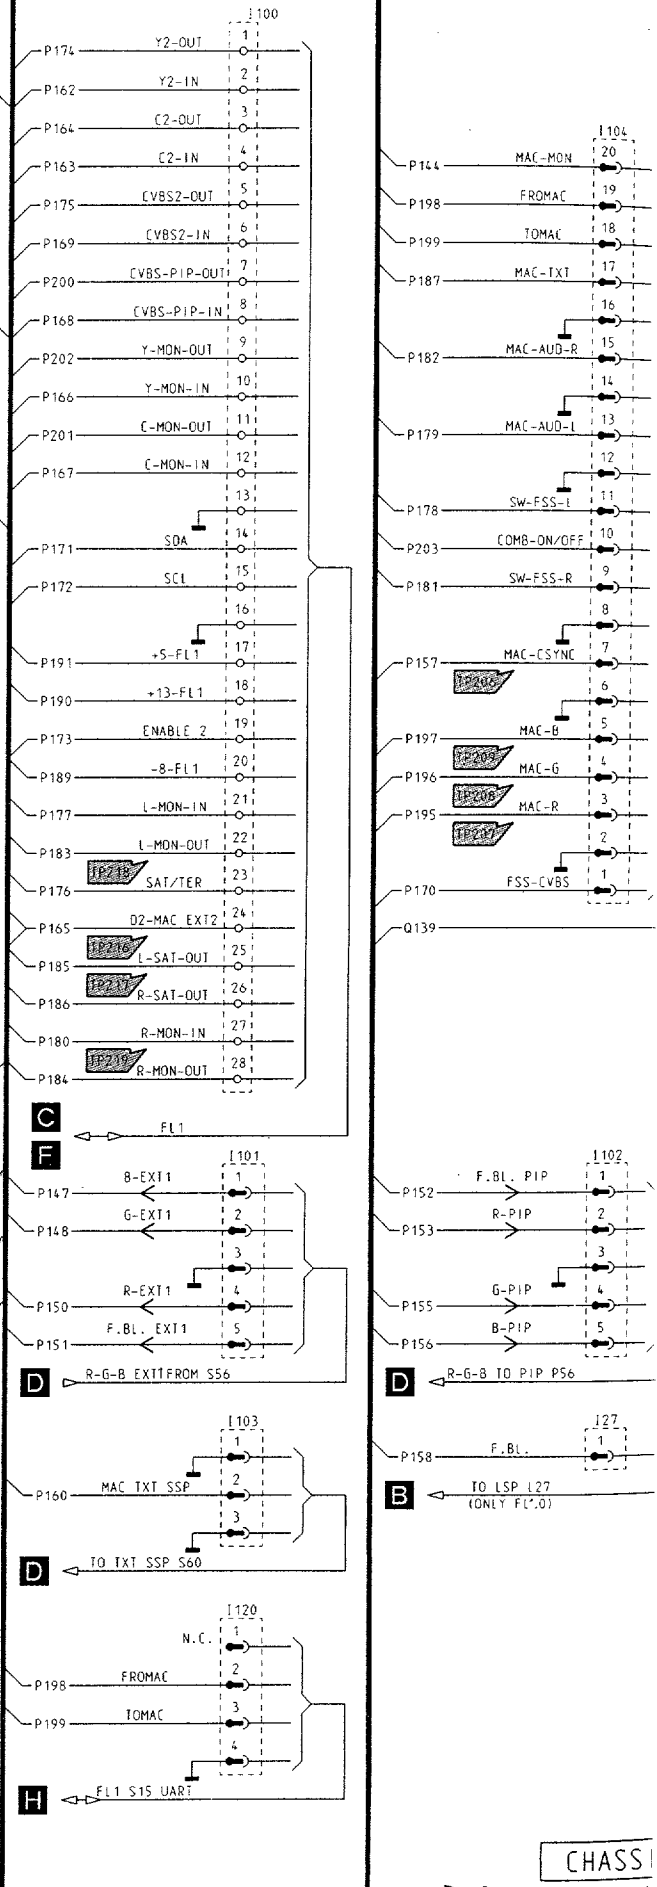 I100
P174 Y2-OUT 1
P162 Y2-IN 2
P164 C2-OUT 3
P163 C2-IN 4
P175 CVBS2-OUT 5
P169 CVBS2-IN 6
P200 CVBS-PIP-OUT 7
P168 CVBS-PIP-IN 8
P202 Y-MON-OUT 9
P166 Y-MON-IN 10
P201 C-MON-OUT 11
P167 C-MON-IN 12
13
P171 SDA 14
P172 SCL 15
16
P191 +5-FL1 17
P190 +13-FL1 18
P173 ENABLE 2 19
P189 -8-FL1 20
P177 L-MON-IN 21
P183 L-MON-OUT 22
TP218
P176 SAT/TER 23
P165 D2-MAC EXT2 24
TP216
P185 L-SAT-OUT 25
TP217
P186 R-SAT-OUT 26
P180 R-MON-IN 27
TP219
P184 R-MON-OUT 28
C
F
FL1
I101
P147 B-EXT1 1
P148 G-EXT1 2
3
P150 R-EXT1 4
P151 F.BL. EXT1 5
D R-G-B EXT1 FROM S56
I103
1
P160 MAC TXT SSP 2
3
D TO TXT SSP S60
I120
N.C. 1
P198 FROMAC 2
P199 TOMAC 3
4
H FL1 S15 UART
I104
P144 MAC-MON 20
P198 FROMAC 19
P199 TOMAC 18
P187 MAC-TXT 17
16
P182 MAC-AUD-R 15
14
P179 MAC-AUD-L 13
12
P178 SW-FSS-L 11
P203 COMB-ON/OFF 10
P181 SW-FSS-R 9
8
P157 MAC-CSYNC 7
TP206
6
P197 MAC-B 5
TP209
P196 MAC-G 4
TP208
P195 MAC-R 3
TP207
2
P170 FSS-CVBS 1
Q139
I102
P152 F.BL. PIP 1
P153 R-PIP 2
3
P155 G-PIP 4
P156 B-PIP 5
D R-G-B TO PIP P56
I27
P158 F.BL. 1
B TO LSP L27
(ONLY
CHASSI